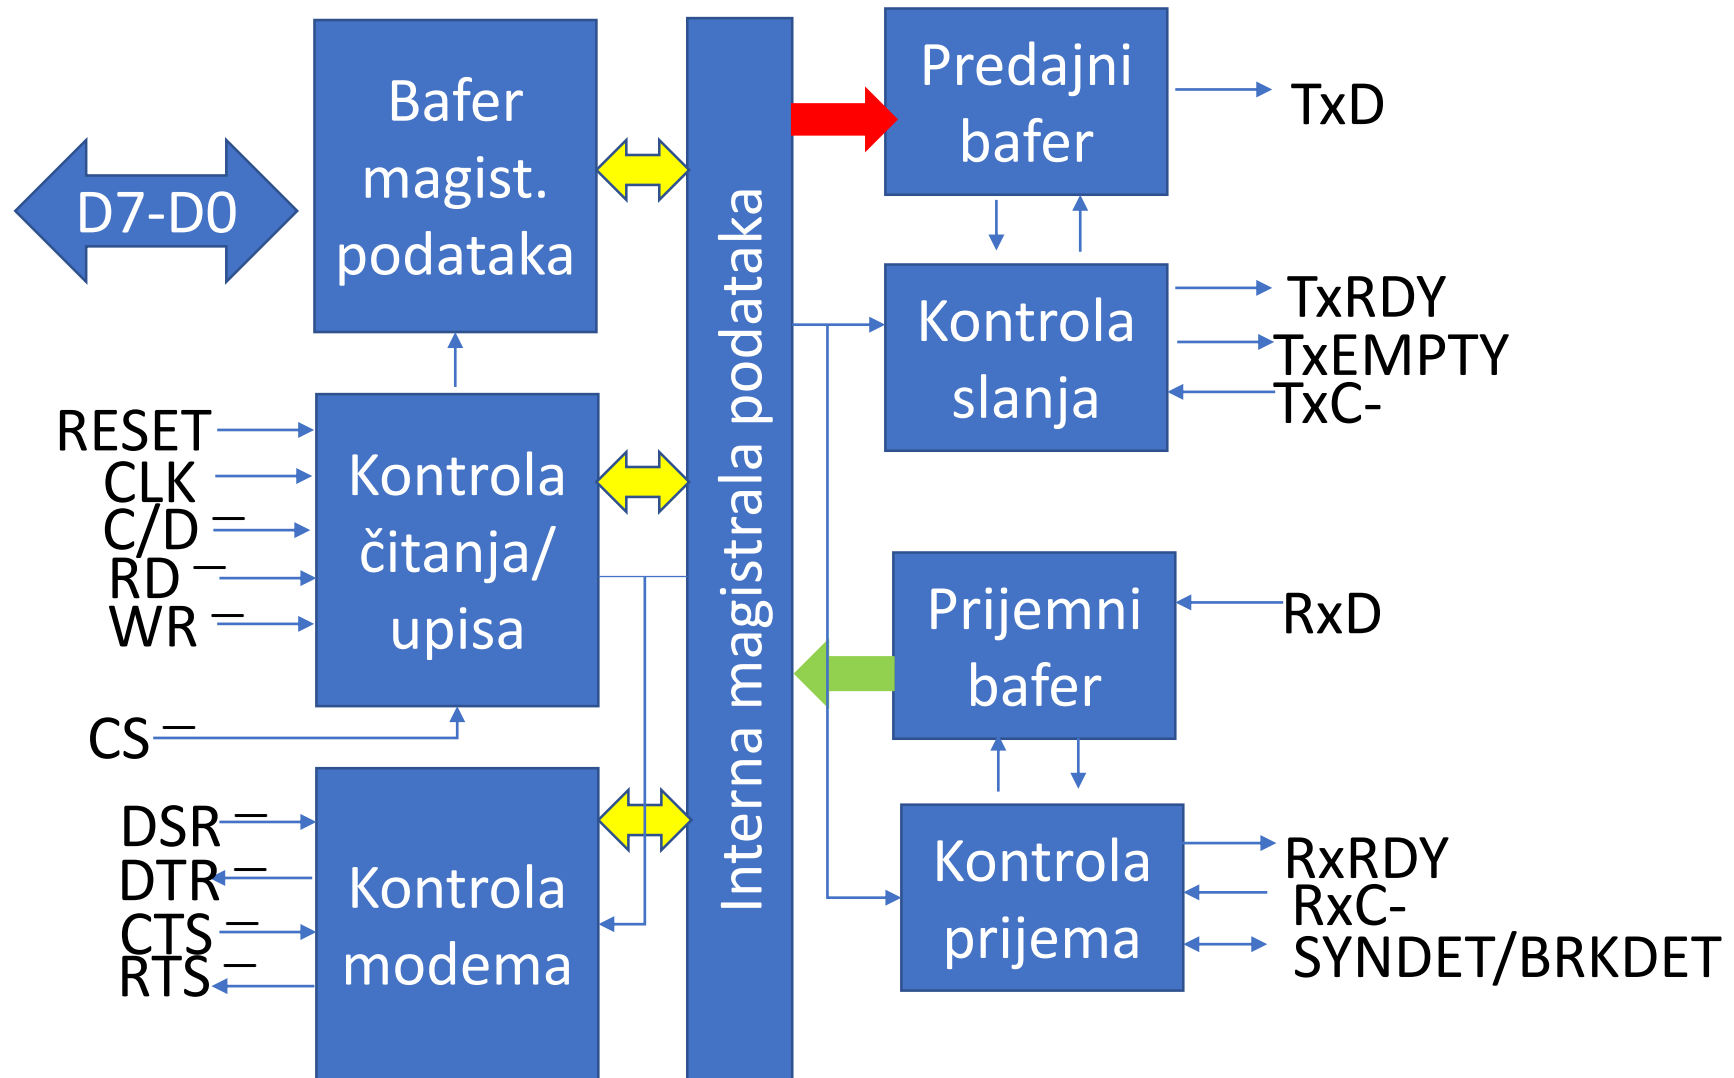 D7-D0
Bafer
magist.
podataka
RESET
CLK
C/D
RD
WR
CS
Kontrola
čitanja/
upisa
DSR
DTR
CTS
RTS
Kontrola
modema
Interna magistrala podataka
Predajni
bafer
TxD
Kontrola
slanja
TxRDY
TxEMPTY
TxC-
Prijemni
bafer
RxD
Kontrola
prijema
RxRDY
RxC-
SYNDET/BRKDET